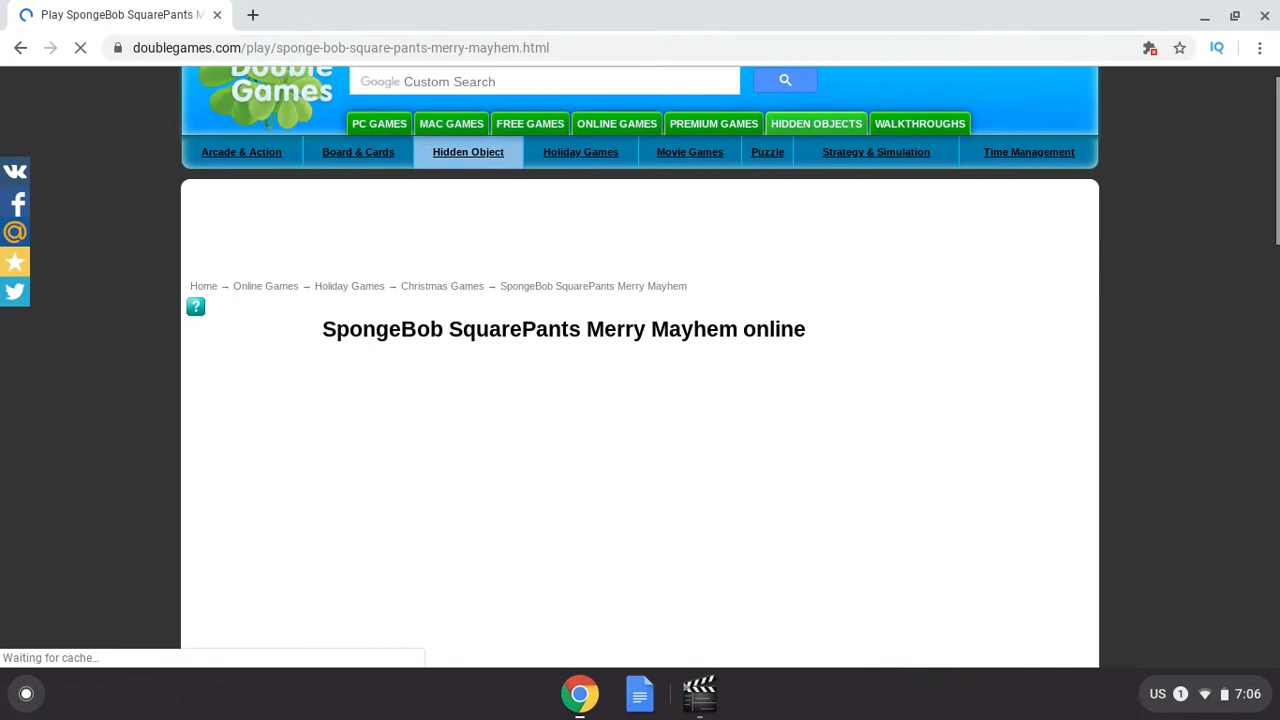 Play SpongeBob SquarePants M
doublegames.com/play/sponge-bob-square-pants-merry-mayhem.html
IQ
Double
Games
Google Custom Search
PC GAMES MAC GAMES FREE GAMES ONLINE GAMES PREMIUM GAMES HIDDEN OBJECTS WALKTHROUGHS
Arcade & Action Board & Cards Hidden Object Holiday Games Movie Games Puzzle Strategy & Simulation Time Management
Home → Online Games → Holiday Games → Christmas Games → SpongeBob SquarePants Merry Mayhem
?
SpongeBob SquarePants Merry Mayhem online
Waiting for cache...
US 1 7:06